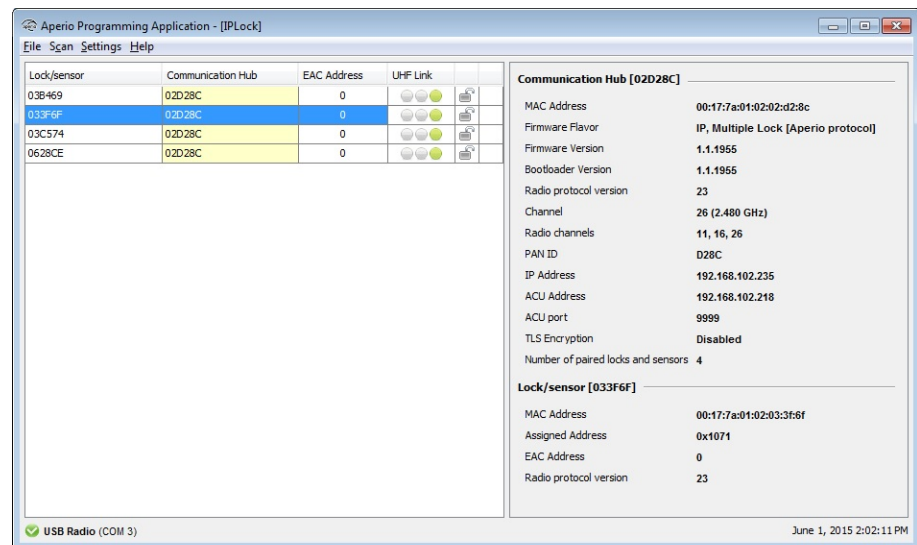 Aperio Programming Application - [IPLock]
File Scan Settings Help
Lock/sensor Communication Hub EAC Address UHF Link
03B469 02D28C 0
033F6F 02D28C 0
03C574 02D28C 0
0628CE 02D28C 0
Communication Hub [02D28C]
MAC Address 00:17:7a:01:02:02:d2:8c
Firmware Flavor IP, Multiple Lock [Aperio protocol]
Firmware Version 1.1.1955
Bootloader Version 1.1.1955
Radio protocol version 23
Channel 26 (2.480 GHz)
Radio channels 11, 16, 26
PAN ID D28C
IP Address 192.168.102.235
ACU Address 192.168.102.218
ACU port 9999
TLS Encryption Disabled
Number of paired locks and sensors 4
Lock/sensor [033F6F]
MAC Address 00:17:7a:01:02:03:3f:6f
Assigned Address 0x1071
EAC Address 0
Radio protocol version 23
USB Radio (COM 3) June 1, 2015 2:02:11 PM